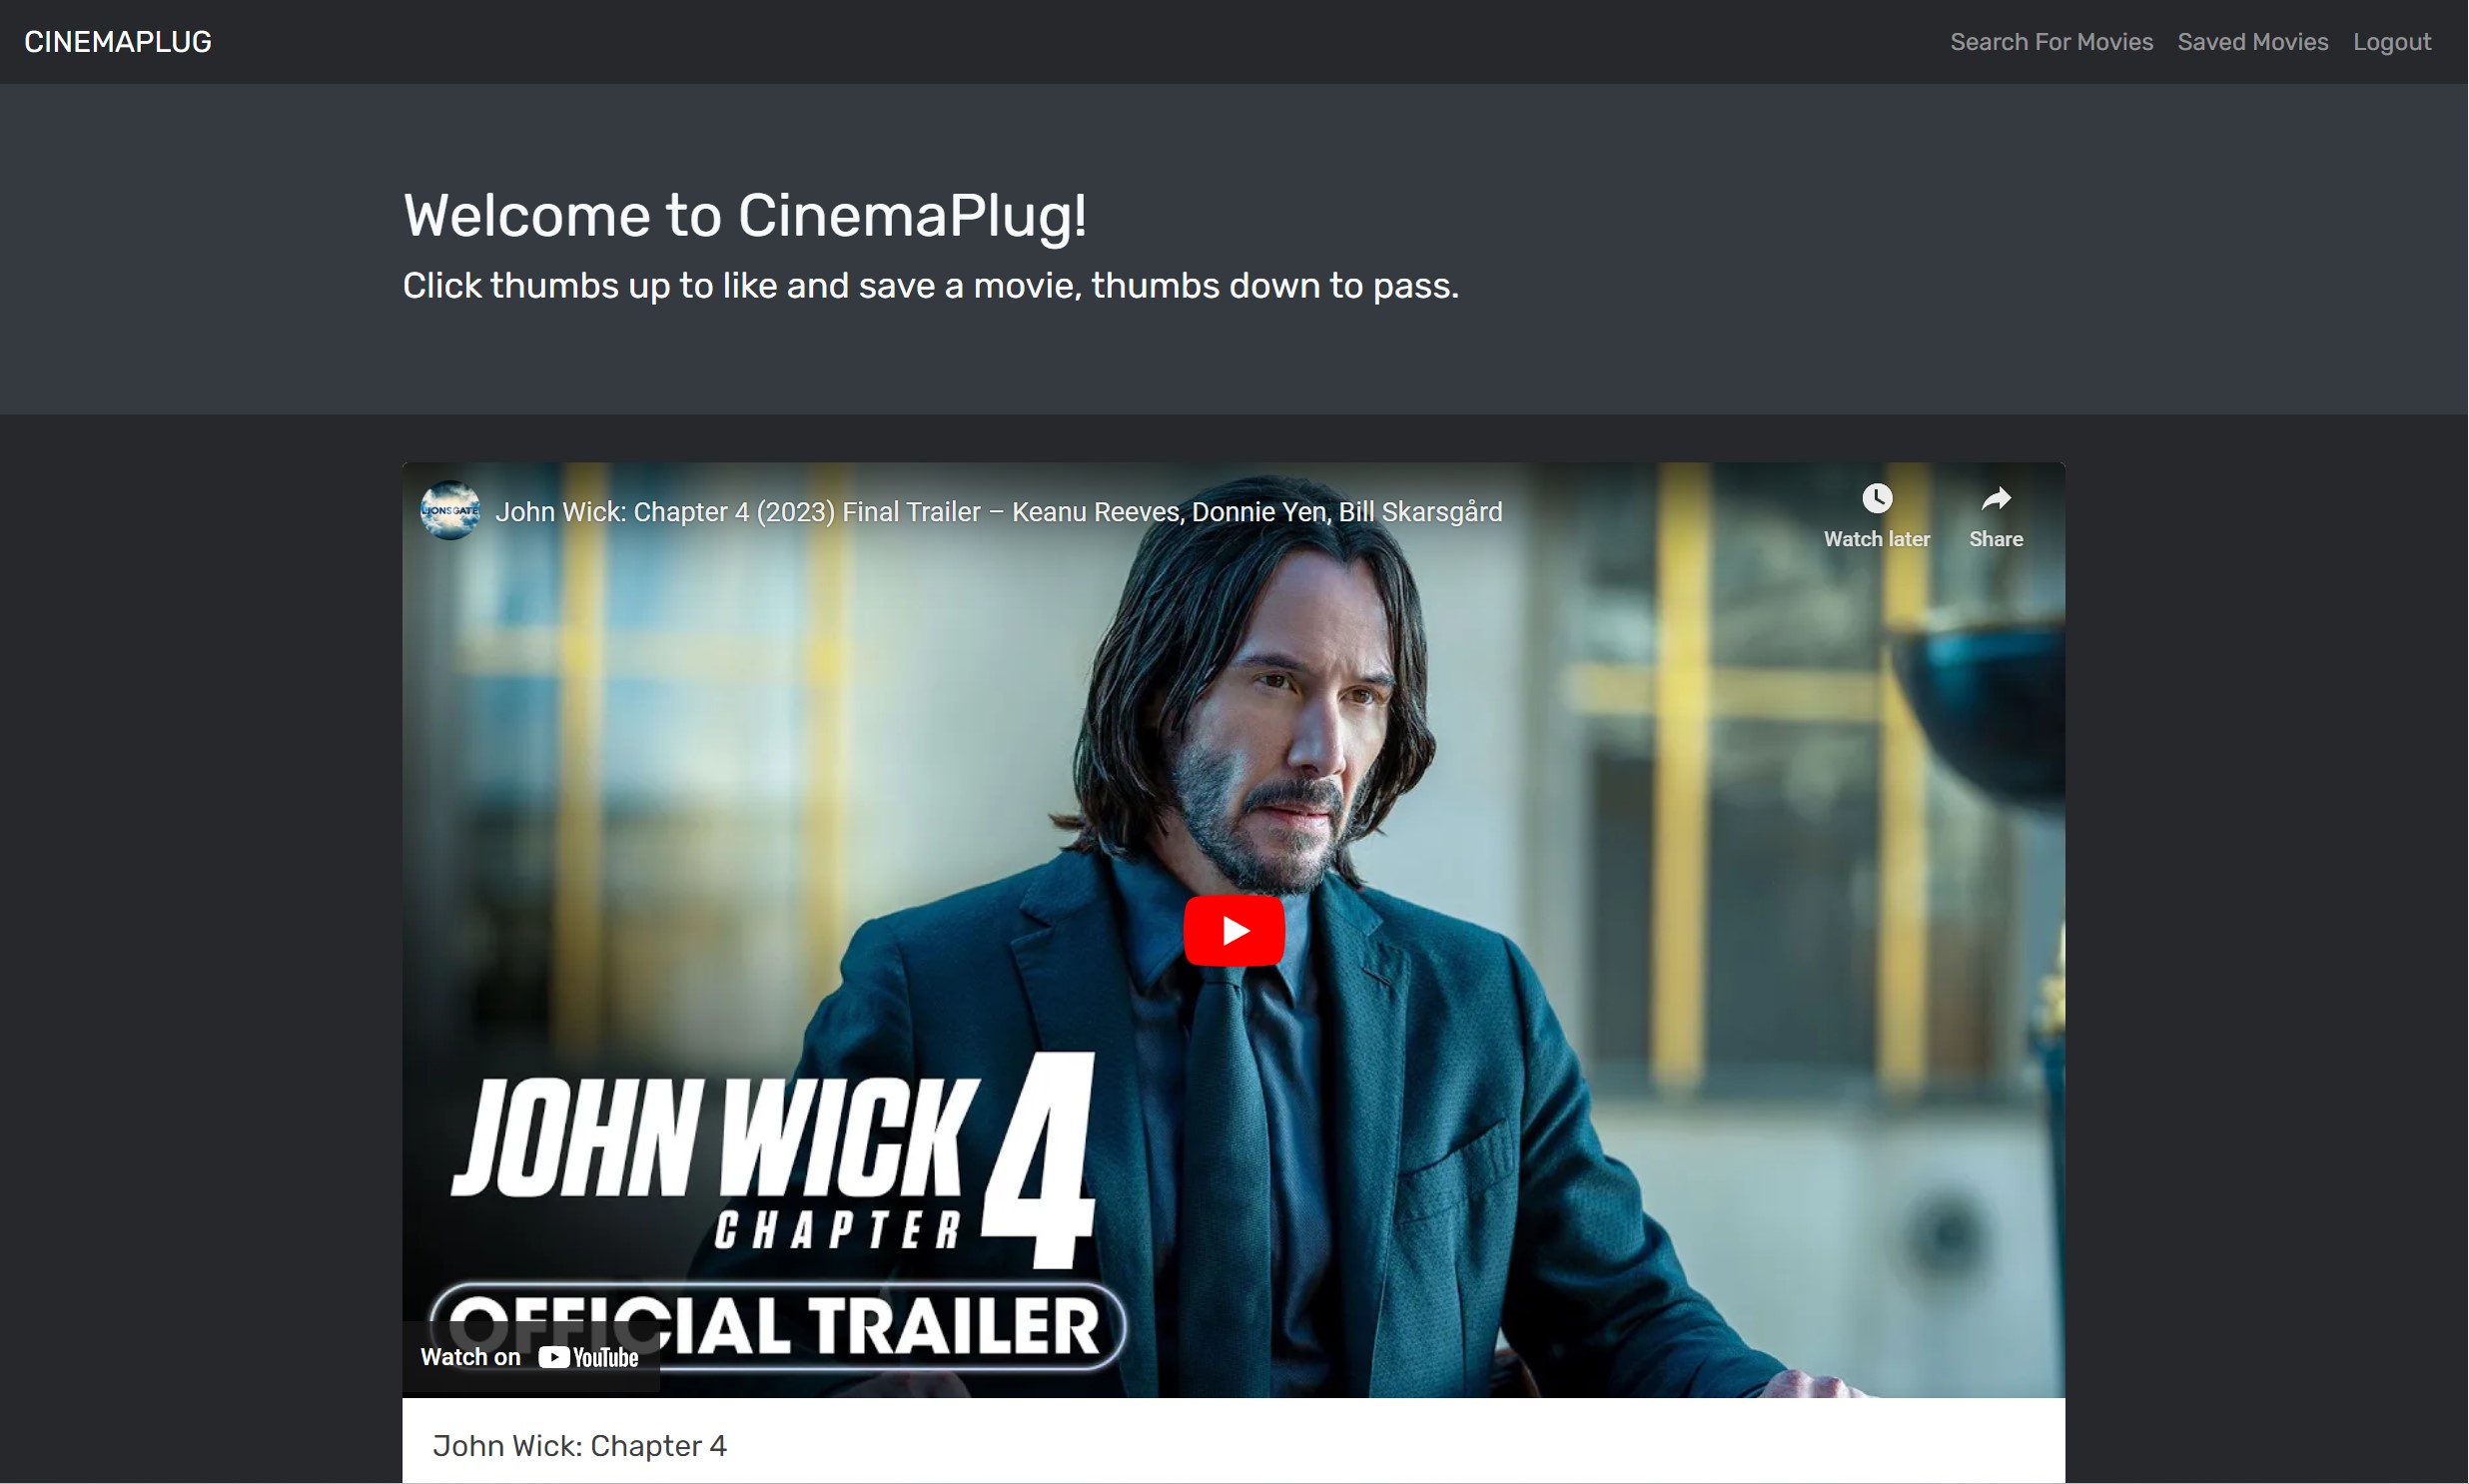 CINEMAPLUG
Search For Movies Saved Movies Logout
Welcome to CinemaPlug!
Click thumbs up to like and save a movie, thumbs down to pass.
LIONSGATE
John Wick: Chapter 4 (2023) Final Trailer – Keanu Reeves, Donnie Yen, Bill Skarsgård
Watch later
Share
JOHN WICK 4
CHAPTER
OFFICIAL TRAILER
Watch on YouTube
John Wick: Chapter 4